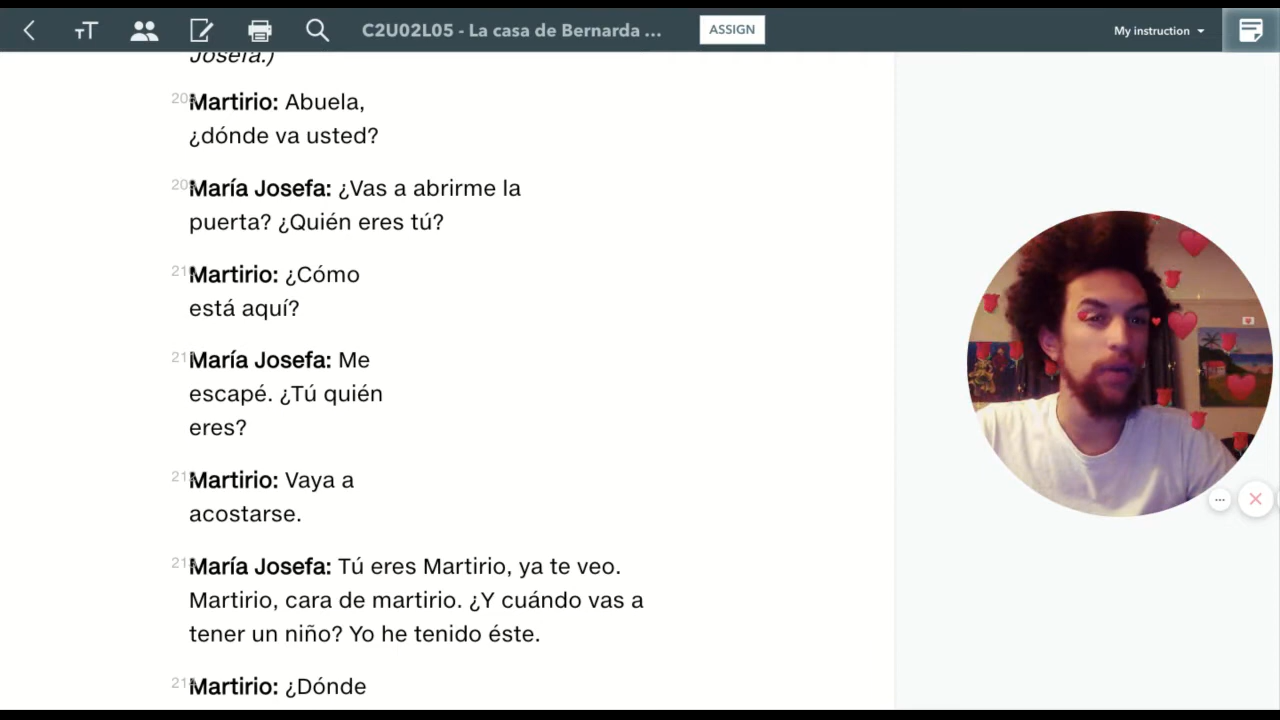 C2U02L05 - La casa de Bernarda ...
ASSIGN
My instruction
Josefa.)
Martirio: Abuela,
¿dónde va usted?
209 María Josefa: ¿Vas a abrirme la
puerta? ¿Quién eres tú?
Martirio: ¿Cómo
está aquí?
María Josefa: Me
escapé. ¿Tú quién
eres?
Martirio: Vaya a
acostarse.
María Josefa: Tú eres Martirio, ya te veo.
Martirio, cara de martirio. ¿Y cuándo vas a
tener un niño? Yo he tenido éste.
Martirio: ¿Dónde